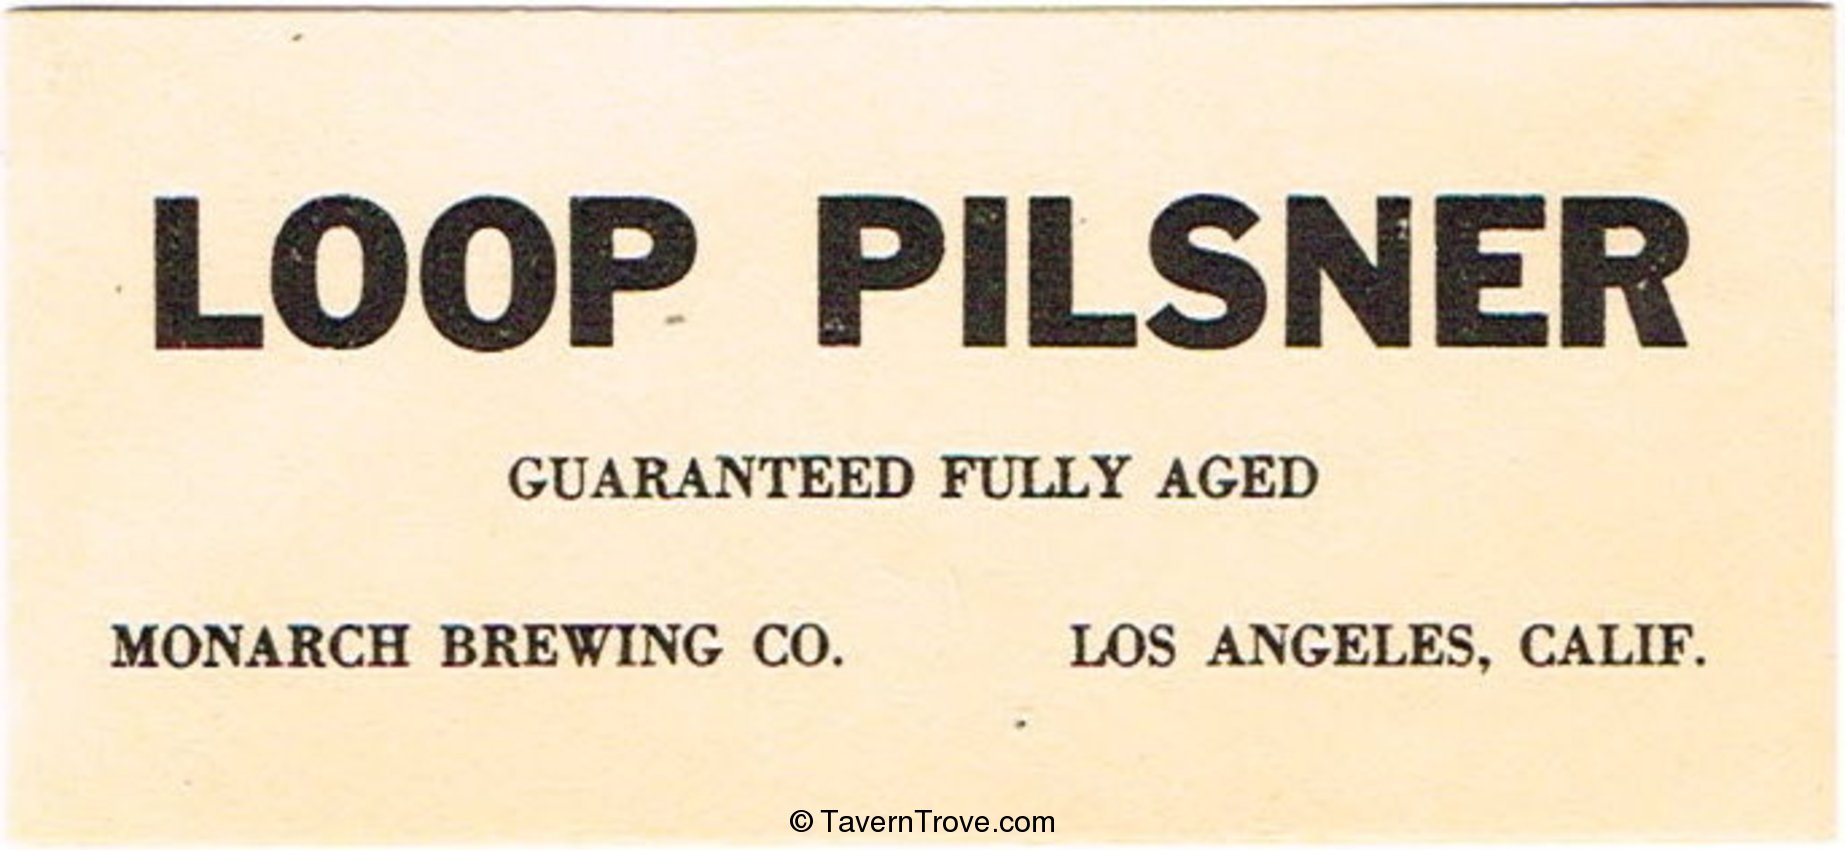 LOOP PILSNER
GUARANTEED FULLY AGED
MONARCH BREWING CO. LOS ANGELES, CALIF.
© TavernTrove.com